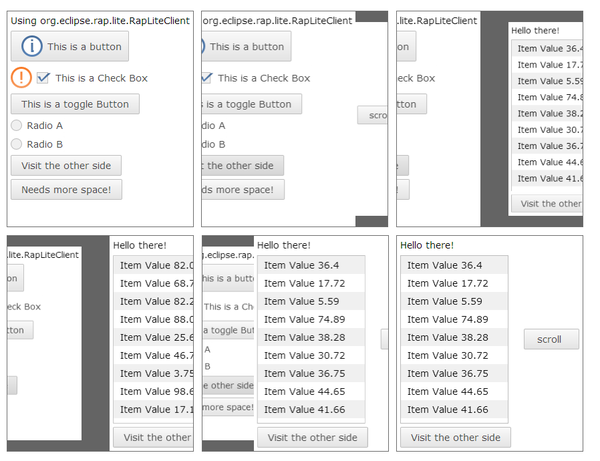 Using org.eclipse.rap.lite.RapLiteClient
This is a button
This is a Check Box
This is a toggle Button
Radio A
Radio B
Visit the other side
Needs more space!
org.eclipse.rap.lite.RapLiteClient
This is a button
This is a Check Box
is a toggle Button
dio A
dio B
t the other side
ds more space!
scro
.lite.RapLiteClient
on
Box
utton
Hello there!
Item Value 36.4
Item Value 17.7
Item Value 5.59
Item Value 74.8
Item Value 38.2
Item Value 30.7
Item Value 36.7
Item Value 44.6
Item Value 41.6
Visit the other
.lite.RapLiteClient
on
Box
utton
Hello there!
Item Value 82.0
Item Value 68.7
Item Value 82.2
Item Value 88.0
Item Value 25.6
Item Value 46.7
Item Value 3.75
Item Value 98.6
Item Value 17.1
Visit the other
g.eclipse.rap
his is a butto
This is a Ch
a toggle Butt
A
B
e other side
more space!
Hello there!
Item Value 36.4
Item Value 17.72
Item Value 5.59
Item Value 74.89
Item Value 38.28
Item Value 30.72
Item Value 36.75
Item Value 44.65
Item Value 41.66
Visit the other side
Hello there!
Item Value 36.4
Item Value 17.72
Item Value 5.59
Item Value 74.89
Item Value 38.28
Item Value 30.72
Item Value 36.75
Item Value 44.65
Item Value 41.66
scroll
Visit the other side